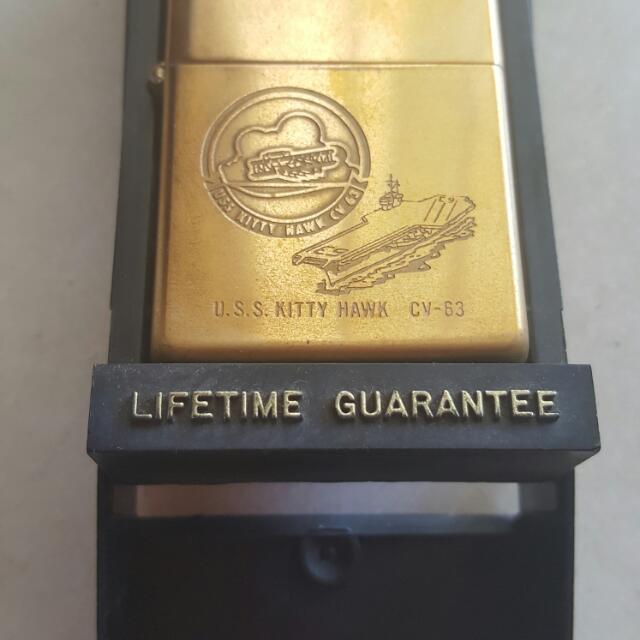 USS KITTY HAWK CV 63
U.S.S. KITTY HAWK CV-63
LIFETIME GUARANTEE